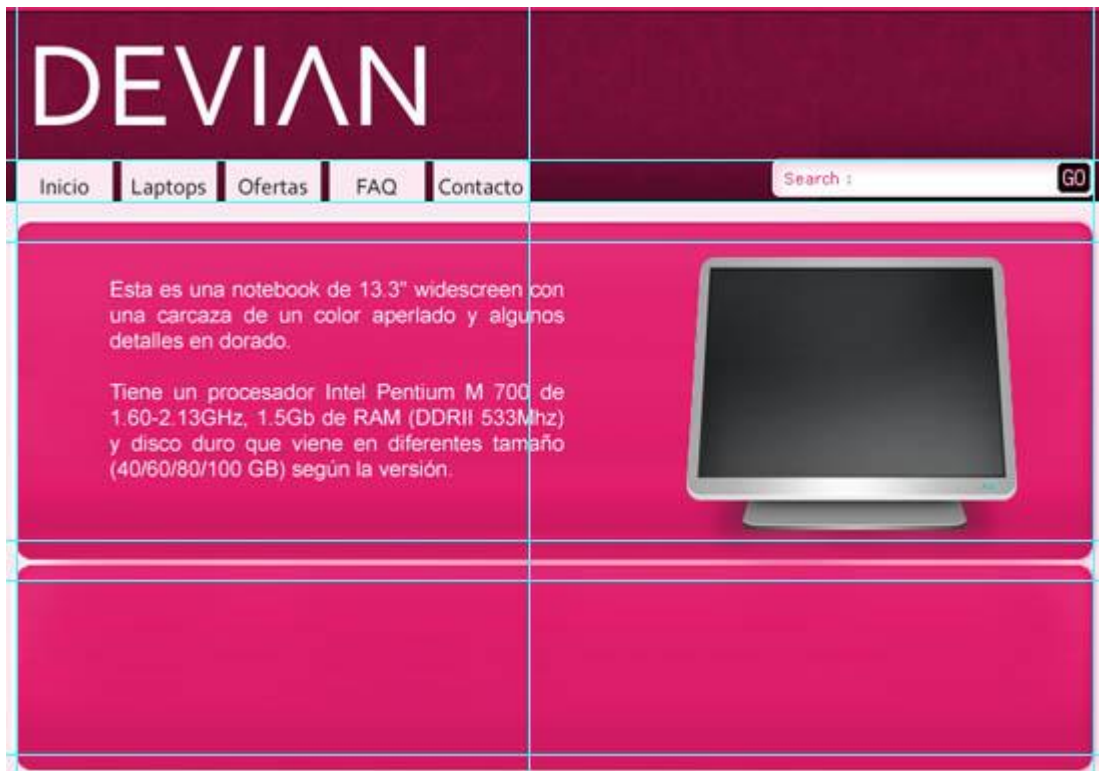 DEVIAN
Inicio Laptops Ofertas FAQ Contacto Search : GO
Esta es una notebook de 13.3" widescreen con
una carcaza de un color aperlado y algunos
detalles en dorado.
Tiene un procesador Intel Pentium M 700 de
1.60-2.13GHz, 1.5Gb de RAM (DDRII 533Mhz)
y disco duro que viene en diferentes tamaño
(40/60/80/100 GB) según la versión.